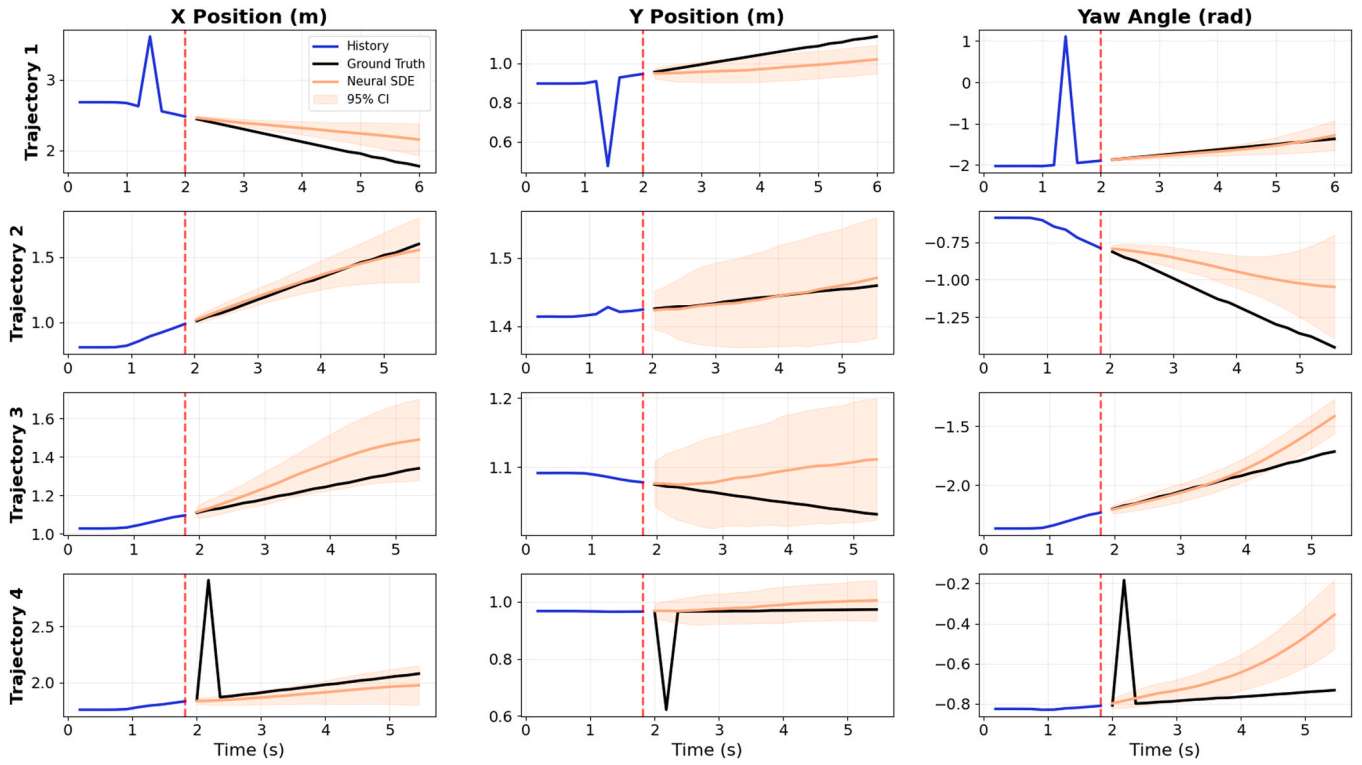 X Position (m)
Y Position (m)
Yaw Angle (rad)
Trajectory 1
History
Ground Truth
Neural SDE
95% CI
3
2
0 1 2 3 4 5 6
1.0
0.8
0.6
0 1 2 3 4 5 6
1
0
−1
−2
0 1 2 3 4 5 6
Trajectory 2
1.5
1.0
0 1 2 3 4 5
1.5
1.4
0 1 2 3 4 5
−0.75
−1.00
−1.25
0 1 2 3 4 5
Trajectory 3
1.6
1.4
1.2
1.0
0 1 2 3 4 5
1.2
1.1
0 1 2 3 4 5
−1.5
−2.0
0 1 2 3 4 5
Trajectory 4
2.5
2.0
0 1 2 3 4 5
Time (s)
1.0
0.8
0.6
0 1 2 3 4 5
Time (s)
−0.2
−0.4
−0.6
−0.8
0 1 2 3 4 5
Time (s)